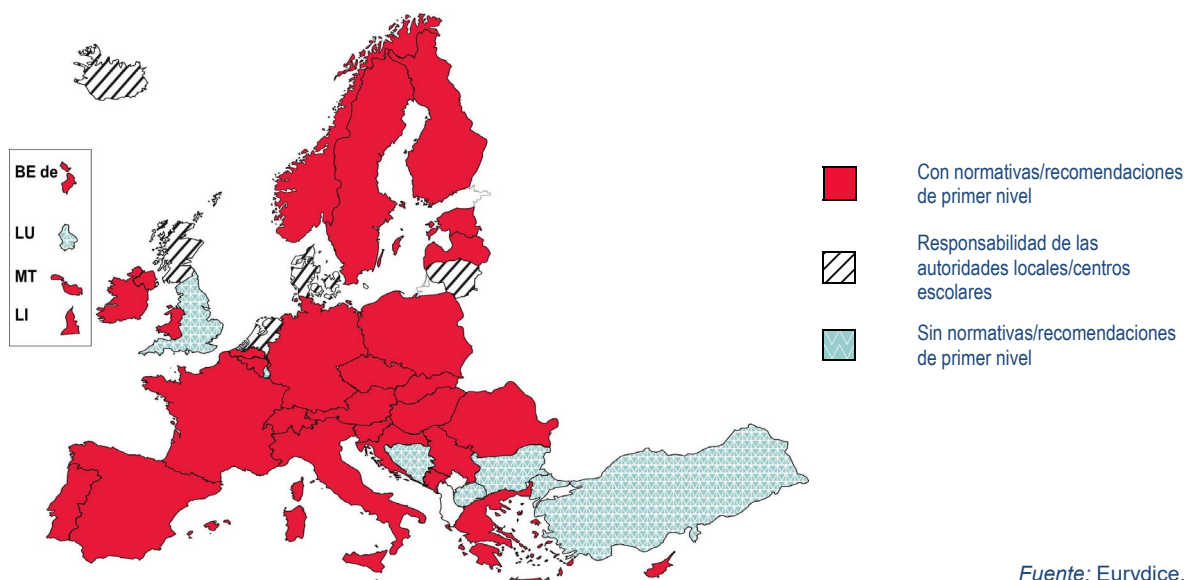 BE de
LU
MT
LI
Con normativas/recomendaciones
de primer nivel
Responsabilidad de las
autoridades locales/centros
escolares
Sin normativas/recomendaciones
de primer nivel
Fuente: Eurydice.